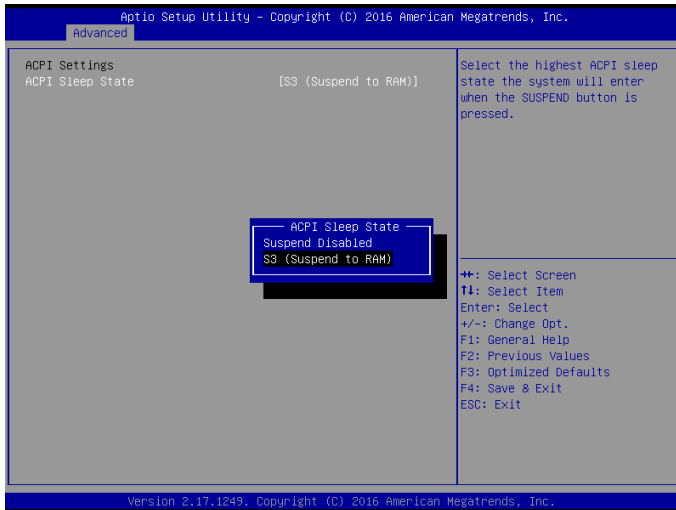 Aptio Setup Utility – Copyright (C) 2016 American Megatrends, Inc.
Advanced
ACPI Settings
ACPI Sleep State [S3 (Suspend to RAM)]
Select the highest ACPI sleep
state the system will enter
when the SUSPEND button is
pressed.
ACPI Sleep State
Suspend Disabled
S3 (Suspend to RAM)
→←: Select Screen
↑↓: Select Item
Enter: Select
+/-: Change Opt.
F1: General Help
F2: Previous Values
F3: Optimized Defaults
F4: Save & Exit
ESC: Exit
Version 2.17.1249. Copyright (C) 2016 American Megatrends, Inc.